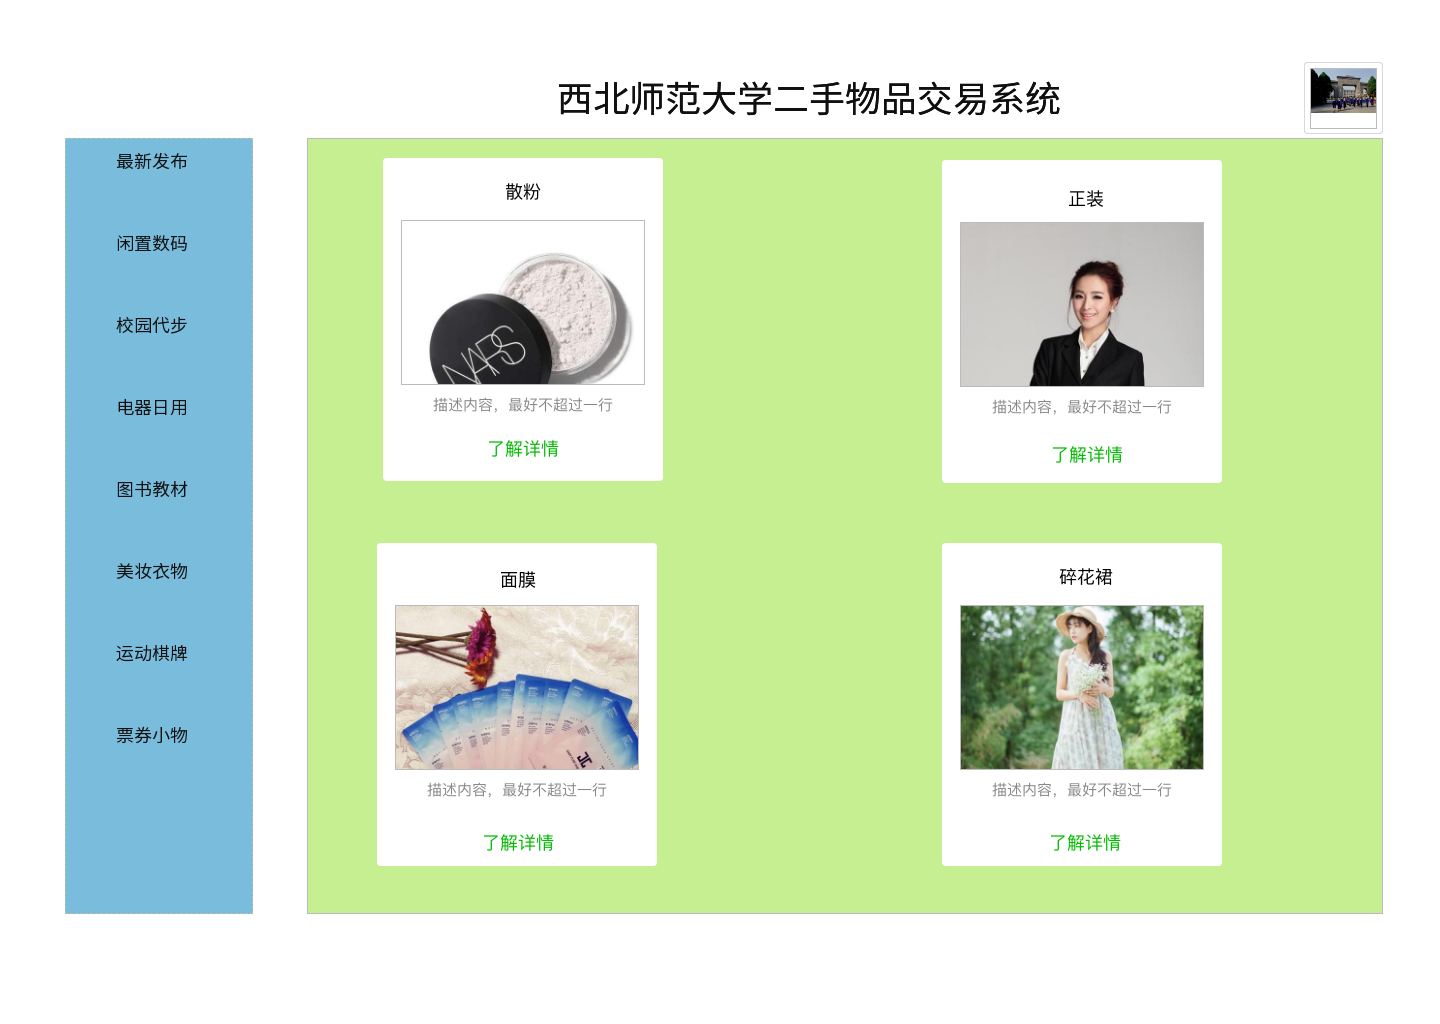 西北师范大学二手物品交易系统
最新发布
闲置数码
校园代步
电器日用
图书教材
美妆衣物
运动棋牌
票券小物
散粉
NARS
描述内容，最好不超过一行
了解详情
正装
描述内容，最好不超过一行
了解详情
面膜
描述内容，最好不超过一行
了解详情
碎花裙
描述内容，最好不超过一行
了解详情